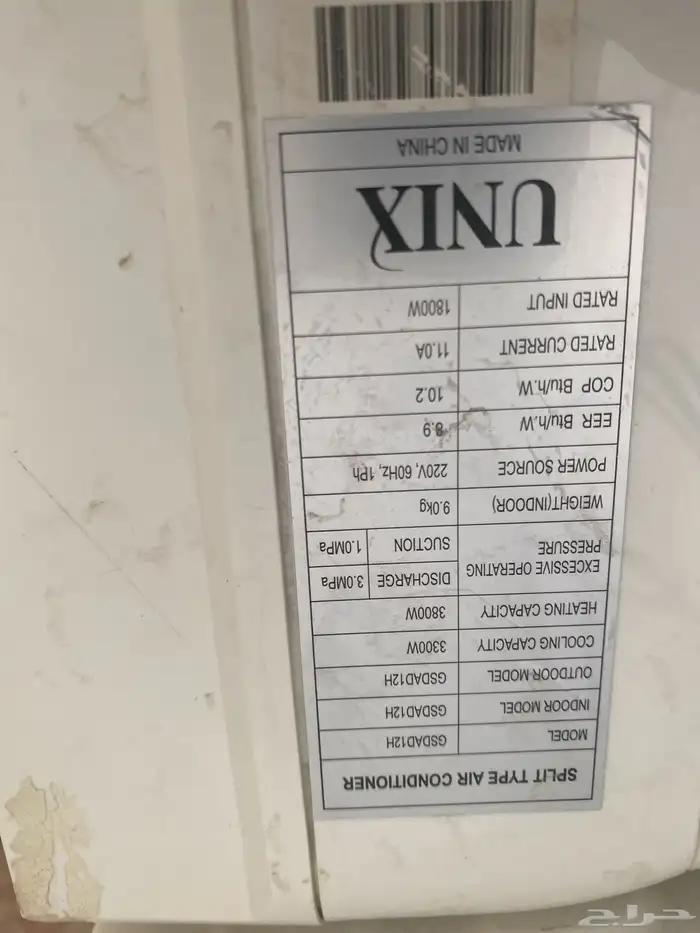 SPLIT TYPE AIR CONDITIONER
MODEL GSDAD12H
INDOOR MODEL GSDAD12H
OUTDOOR MODEL GSDAD12H
COOLING CAPACITY 3300W
HEATING CAPACITY 3800W
EXCESSIVE OPERATING PRESSURE DISCHARGE 3.0MPa
SUCTION 1.0MPa
WEIGHT(INDOOR) 9.0kg
POWER SOURCE 220V, 60Hz, 1Ph
EER Btu/h.W 8.9
COP Btu/h.W 10.2
RATED CURRENT 11.0A
RATED INPUT 1800W
UNIX
MADE IN CHINA
حراج